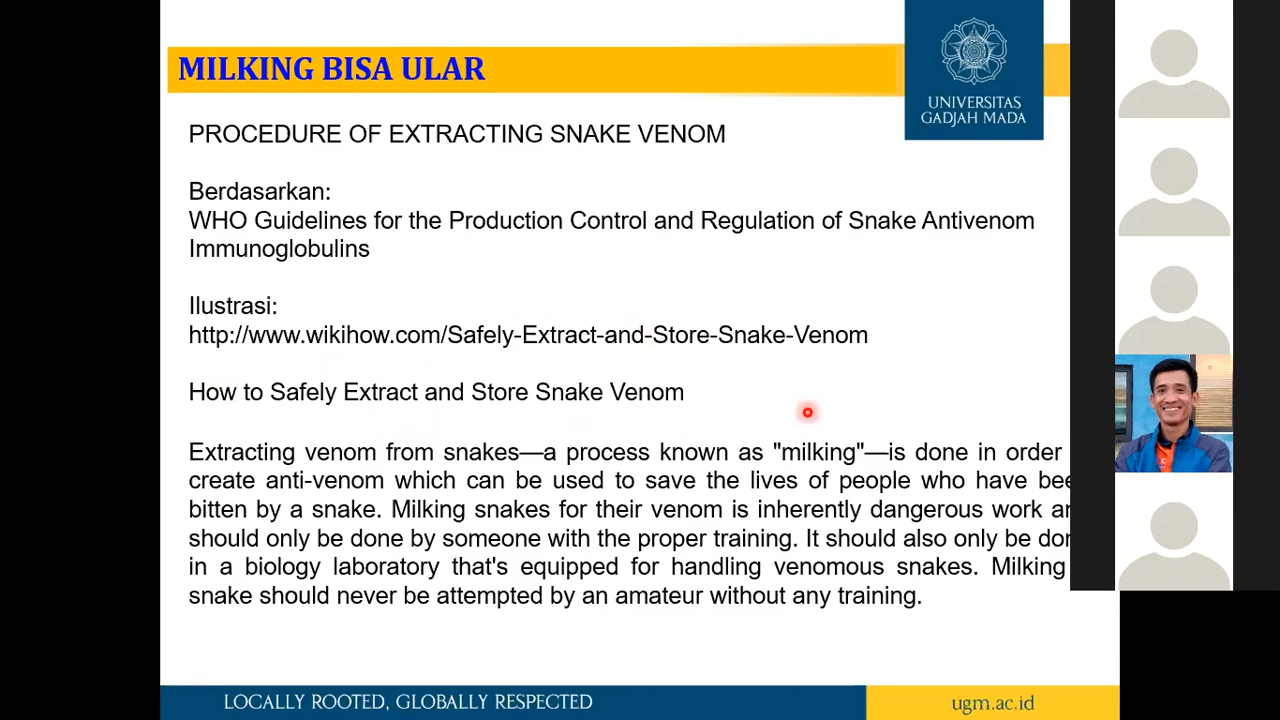 MILKING BISA ULAR
UNIVERSITAS
GADJAH MADA
PROCEDURE OF EXTRACTING SNAKE VENOM
Berdasarkan:
WHO Guidelines for the Production Control and Regulation of Snake Antivenom
Immunoglobulins
Ilustrasi:
http://www.wikihow.com/Safely-Extract-and-Store-Snake-Venom
How to Safely Extract and Store Snake Venom
Extracting venom from snakes—a process known as "milking"—is done in order
create anti-venom which can be used to save the lives of people who have
bitten by a snake. Milking snakes for their venom is inherently dangerous work
should only be done by someone with the proper training. It should also only be
in a biology laboratory that's equipped for handling venomous snakes. Milking
snake should never be attempted by an amateur without any training.
LOCALLY ROOTED, GLOBALLY RESPECTED
ugm.ac.id